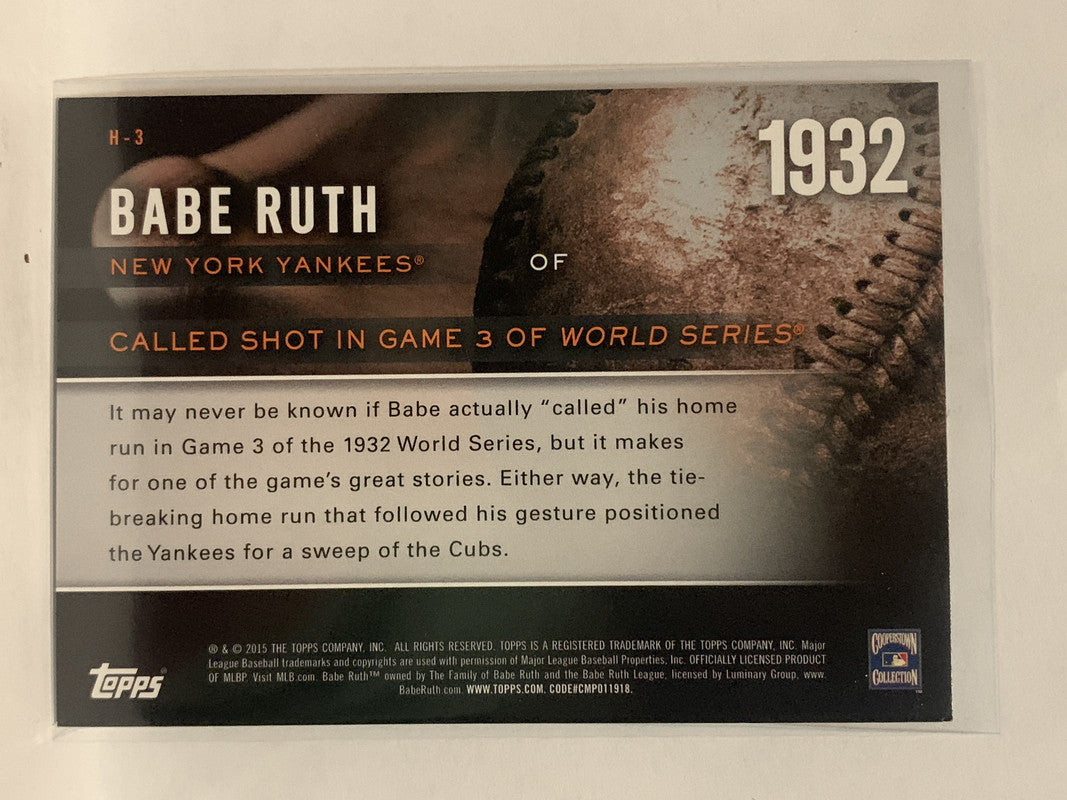 H-3
1932
BABE RUTH
NEW YORK YANKEES®
OF
CALLED SHOT IN GAME 3 OF WORLD SERIES®
It may never be known if Babe actually “called” his home
run in Game 3 of the 1932 World Series, but it makes
for one of the game’s great stories. Either way, the tie-
breaking home run that followed his gesture positioned
the Yankees for a sweep of the Cubs.
® & © 2015 THE TOPPS COMPANY, INC. ALL RIGHTS RESERVED. TOPPS IS A REGISTERED TRADEMARK OF THE TOPPS COMPANY, INC. Major
League Baseball trademarks and copyrights are used with permission of Major League Baseball Properties, Inc. OFFICIALLY LICENSED PRODUCT
OF MLBP. Visit MLB.com. Babe Ruth™ owned by The Family of Babe Ruth and the Babe Ruth League, licensed by Luminary Group, www.
BabeRuth.com. WWW.TOPPS.COM. CODE#CMP011918.
Topps®
COOPERSTOWN
COLLECTION